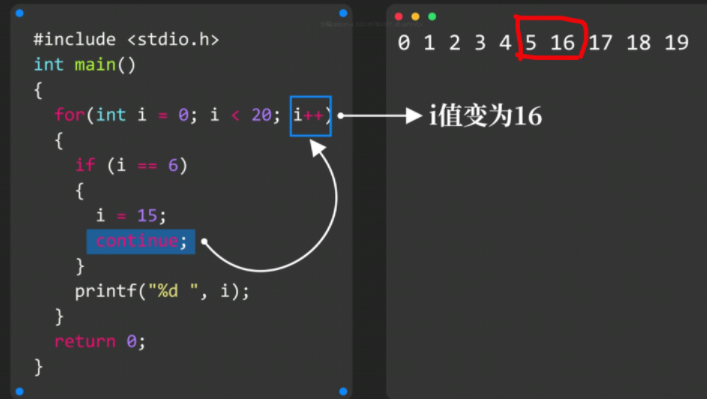 #include <stdio.h>
int main()
{
for(int i = 0; i < 20; i++)
{
if (i == 6)
{
i = 15;
continue;
}
printf("%d ", i);
}
return 0;
}
0 1 2 3 4 5 16 17 18 19
i值变为16